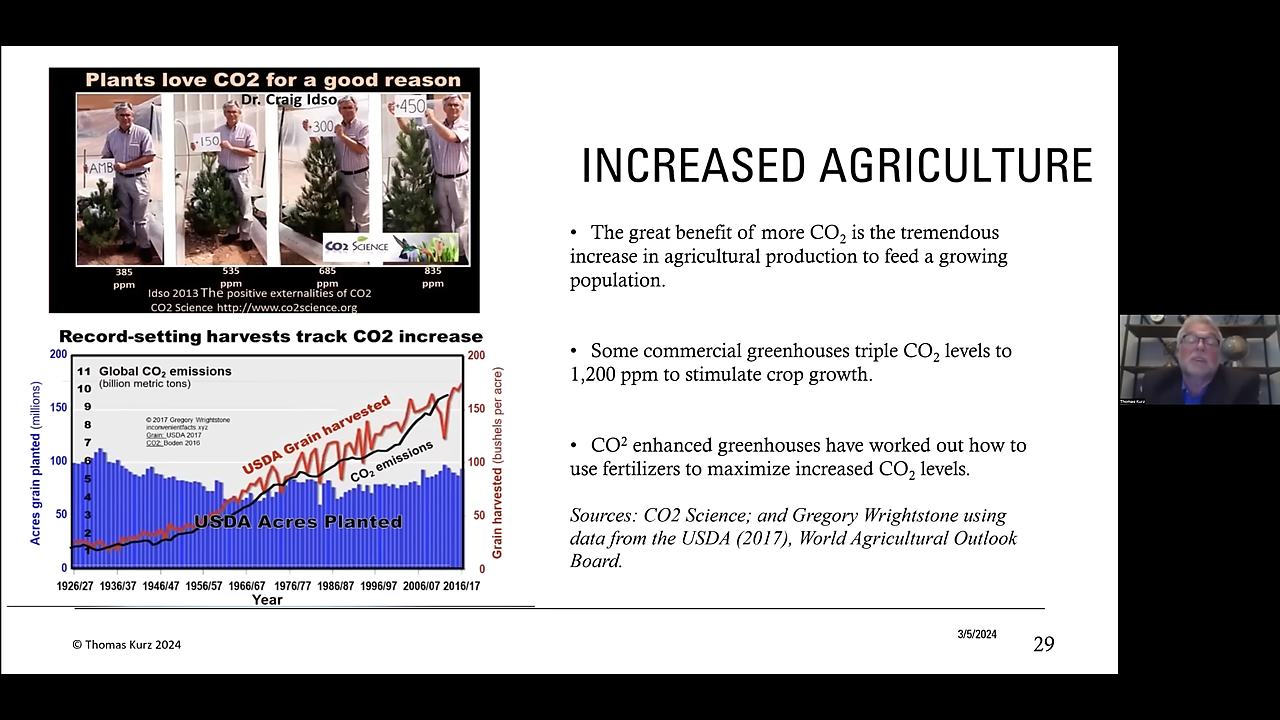 Plants love CO2 for a good reason
Dr. Craig Idso
AMB
+150
+300
+450
CO2 SCIENCE
385 ppm
535 ppm
685 ppm
835 ppm
Idso 2013 The positive externalities of CO2
CO2 Science http://www.co2science.org
INCREASED AGRICULTURE
• The great benefit of more CO₂ is the tremendous
increase in agricultural production to feed a growing
population.
• Some commercial greenhouses triple CO₂ levels to
1,200 ppm to stimulate crop growth.
• CO² enhanced greenhouses have worked out how to
use fertilizers to maximize increased CO₂ levels.
Sources: CO2 Science; and Gregory Wrightstone using
data from the USDA (2017), World Agricultural Outlook
Board.
Record-setting harvests track CO2 increase
200
150
100
50
0
Acres grain planted (millions)
11
10
9
8
7
6
5
4
3
2
1
Global CO₂ emissions
(billion metric tons)
© 2017 Gregory Wrightstone
inconvenientfacts.xyz
Grain: USDA 2017
CO2: Boden 2016
USDA Grain harvested
CO₂ emissions
USDA Acres Planted
200
150
100
50
0
Grain harvested (bushels per acre)
1926/27 1936/37 1946/47 1956/57 1966/67 1976/77 1986/87 1996/97 2006/07 2016/17
Year
© Thomas Kurz 2024
3/5/2024
29
Thomas Kurz